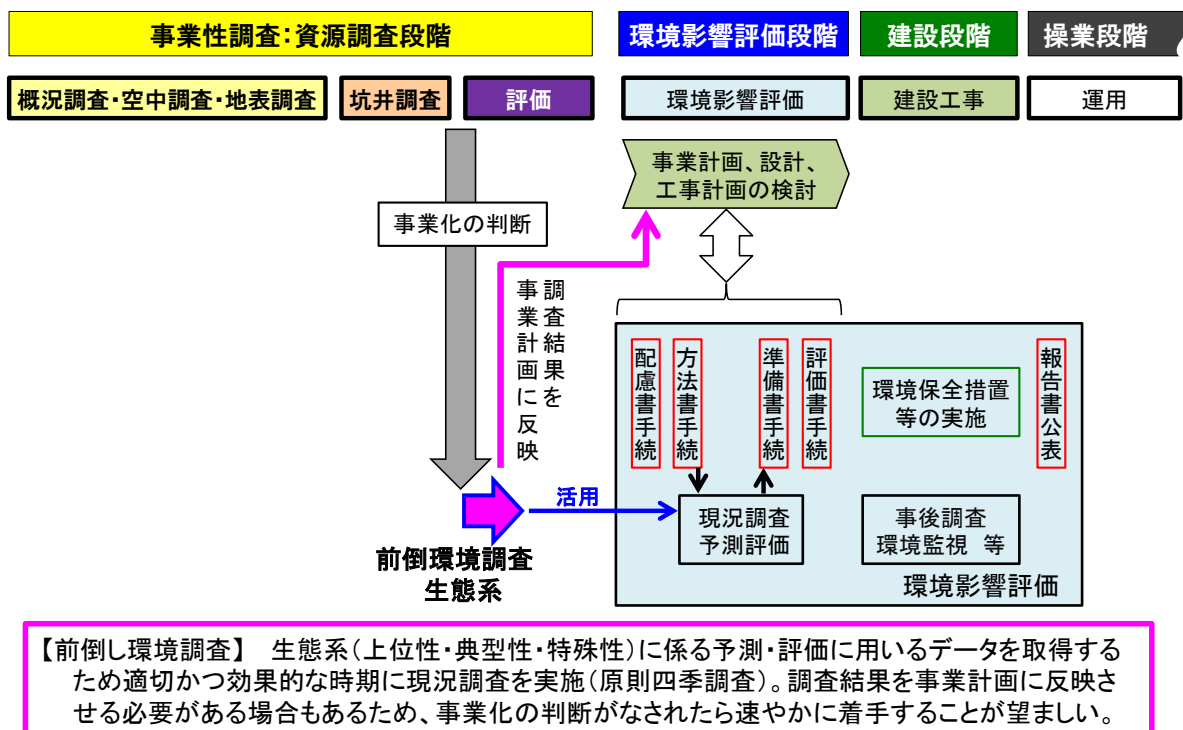 事業性調査：資源調査段階
環境影響評価段階
建設段階
操業段階
概況調査・空中調査・地表調査
坑井調査
評価
環境影響評価
建設工事
運用
事業計画、設計、
工事計画の検討
事業化の判断
調査結果を
事業計画に反映
配慮書手続
方法書手続
準備書手続
評価書手続
環境保全措置
等の実施
報告書公表
活用
現況調査
予測評価
事後調査
環境監視 等
環境影響評価
前倒環境調査
生態系
【前倒し環境調査】 生態系（上位性・典型性・特殊性）に係る予測・評価に用いるデータを取得する
ため適切かつ効果的な時期に現況調査を実施（原則四季調査）。調査結果を事業計画に反映さ
せる必要がある場合もあるため、事業化の判断がなされたら速やかに着手することが望ましい。